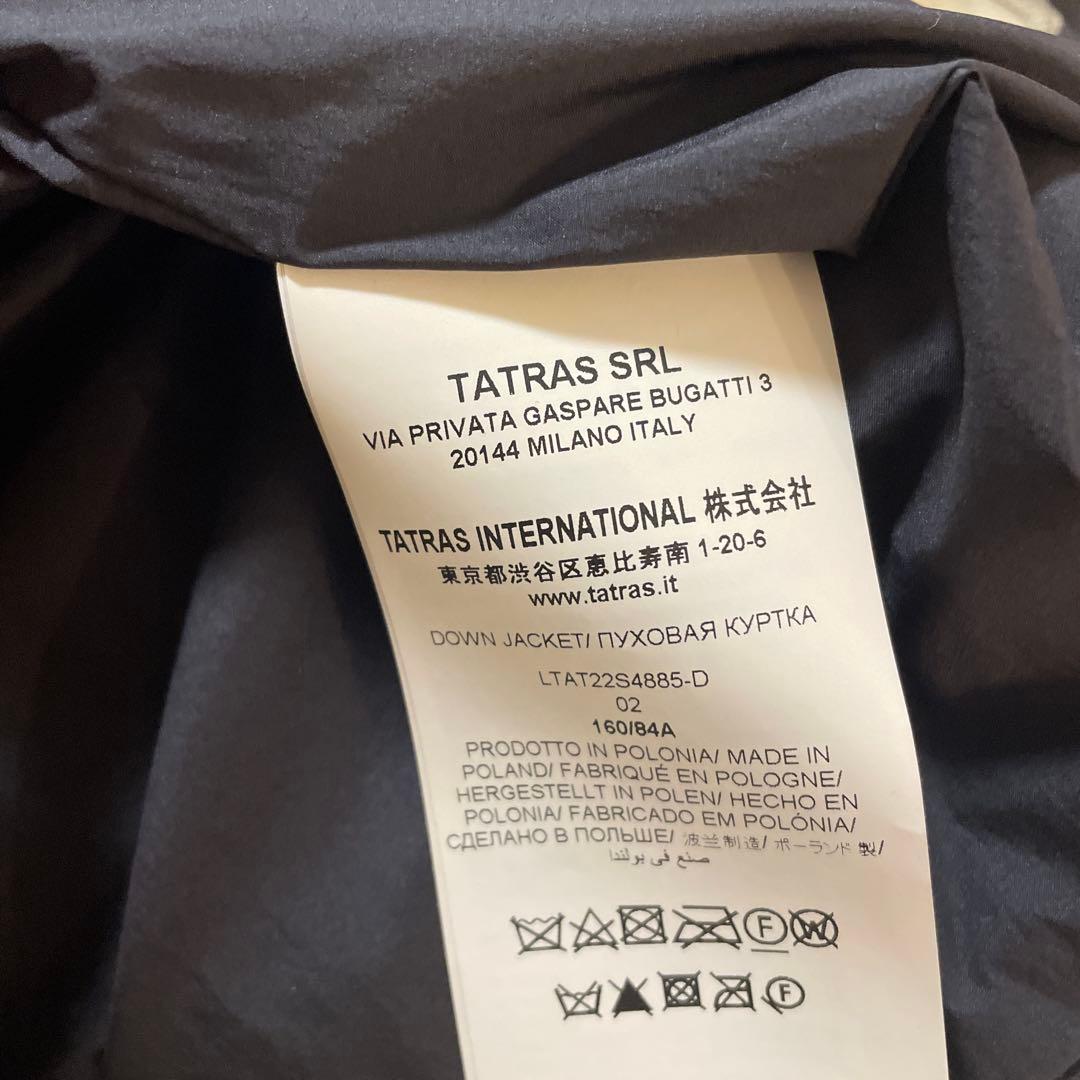 TATRAS SRL
VIA PRIVATA GASPARE BUGATTI 3
20144 MILANO ITALY
TATRAS INTERNATIONAL 株式会社
東京都渋谷区恵比寿南 1-20-6
www.tatras.it
DOWN JACKET/ ПУХОВАЯ КУРТКА
LTAT22S4885-D
02
160/84A
PRODOTTO IN POLONIA/ MADE IN
POLAND/ FABRIQUÉ EN POLOGNE/
HERGESTELLT IN POLEN/ HECHO EN
POLONIA/ FABRICADO EM POLÓNIA/
СДЕЛАНО В ПОЛЬШЕ/ 波兰制造/ ポーランド 製/
صنع في بولندا
F W
F